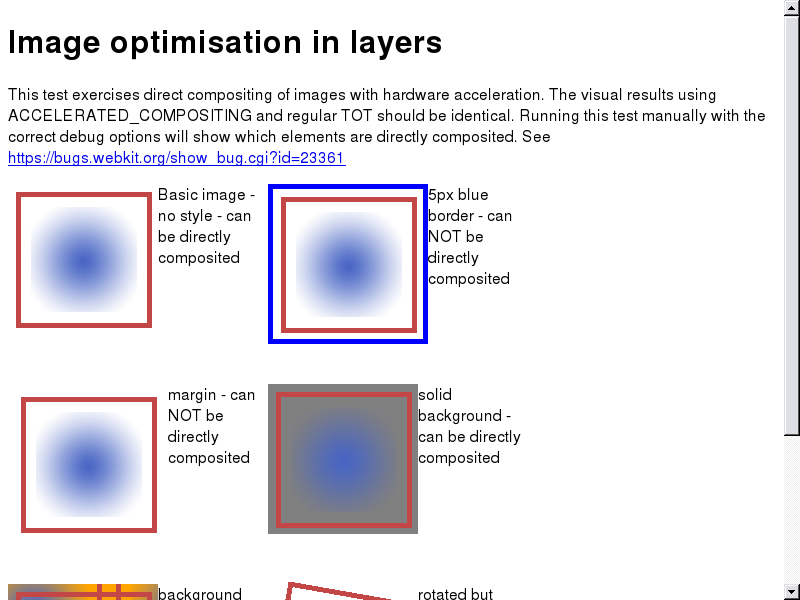 Image optimisation in layers
This test exercises direct compositing of images with hardware acceleration. The visual results using
ACCELERATED_COMPOSITING and regular TOT should be identical. Running this test manually with the
correct debug options will show which elements are directly composited. See
https://bugs.webkit.org/show_bug.cgi?id=23361
Basic image -
no style - can
be directly
composited
5px blue
border - can
NOT be
directly
composited
margin - can
NOT be
directly
composited
solid
background -
can be directly
composited
background
rotated but